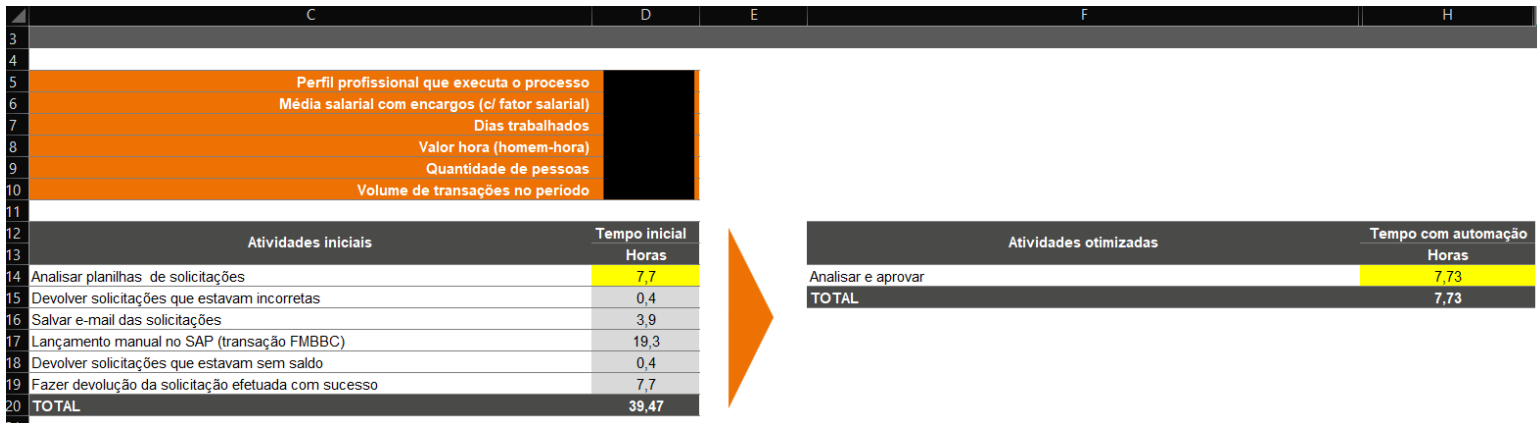 C D E F H
3
4
5 Perfil profissional que executa o processo
6 Média salarial com encargos (c/ fator salarial)
7 Dias trabalhados
8 Valor hora (homem-hora)
9 Quantidade de pessoas
10 Volume de transações no período
11
12 Atividades iniciais Tempo inicial Atividades otimizadas Tempo com automação
13 Horas Horas
14 Analisar planilhas de solicitações 7,7 Analisar e aprovar 7,73
15 Devolver solicitações que estavam incorretas 0,4 TOTAL 7,73
16 Salvar e-mail das solicitações 3,9
17 Lançamento manual no SAP (transação FMBBC) 19,3
18 Devolver solicitações que estavam sem saldo 0,4
19 Fazer devolução da solicitação efetuada com sucesso 7,7
20 TOTAL 39,47